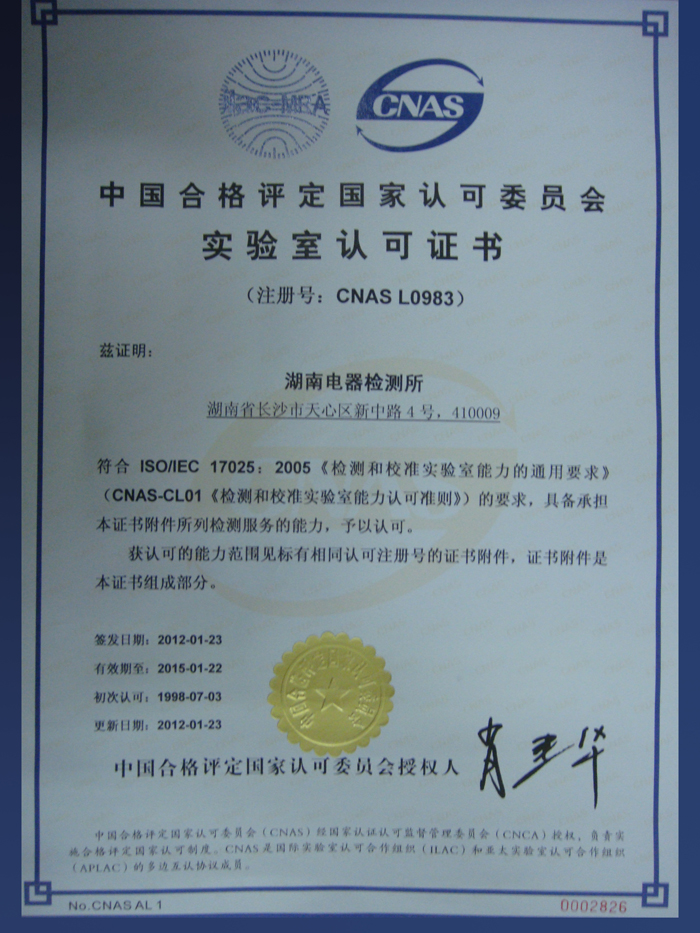 ilac-MRA
CNAS
中国合格评定国家认可委员会
实验室认可证书
（注册号：CNAS L0983）
兹证明：
湖南电器检测所
湖南省长沙市天心区新中路 4 号，410009
符合 ISO/IEC 17025：2005《检测和校准实验室能力的通用要求》
（CNAS-CL01《检测和校准实验室能力认可准则》）的要求，具备承担
本证书附件所列检测服务的能力，予以认可。
获认可的能力范围见标有相同认可注册号的证书附件，证书附件是
本证书组成部分。
签发日期：2012-01-23
有效期至：2015-01-22
初次认可：1998-07-03
更新日期：2012-01-23
中国合格评定国家认可委员会授权人
中国合格评定国家认可委员会（CNAS）经国家认证认可监督管理委员会（CNCA）授权，负责实
施合格评定国家认可制度。CNAS是国际实验室认可合作组织（ILAC）和亚太实验室认可合作组织
（APLAC）的多边互认协议成员。
No.CNAS AL 1
0002826